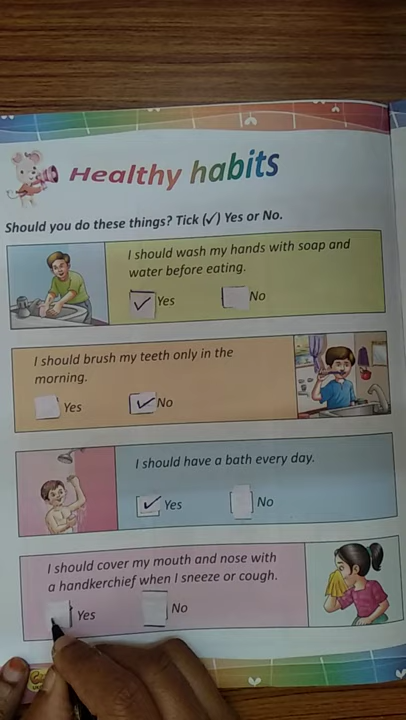 Healthy habits
Should you do these things? Tick (✓) Yes or No.
I should wash my hands with soap and
water before eating.
Yes No
I should brush my teeth only in the
morning.
Yes No
I should have a bath every day.
Yes No
I should cover my mouth and nose with
a handkerchief when I sneeze or cough.
Yes No